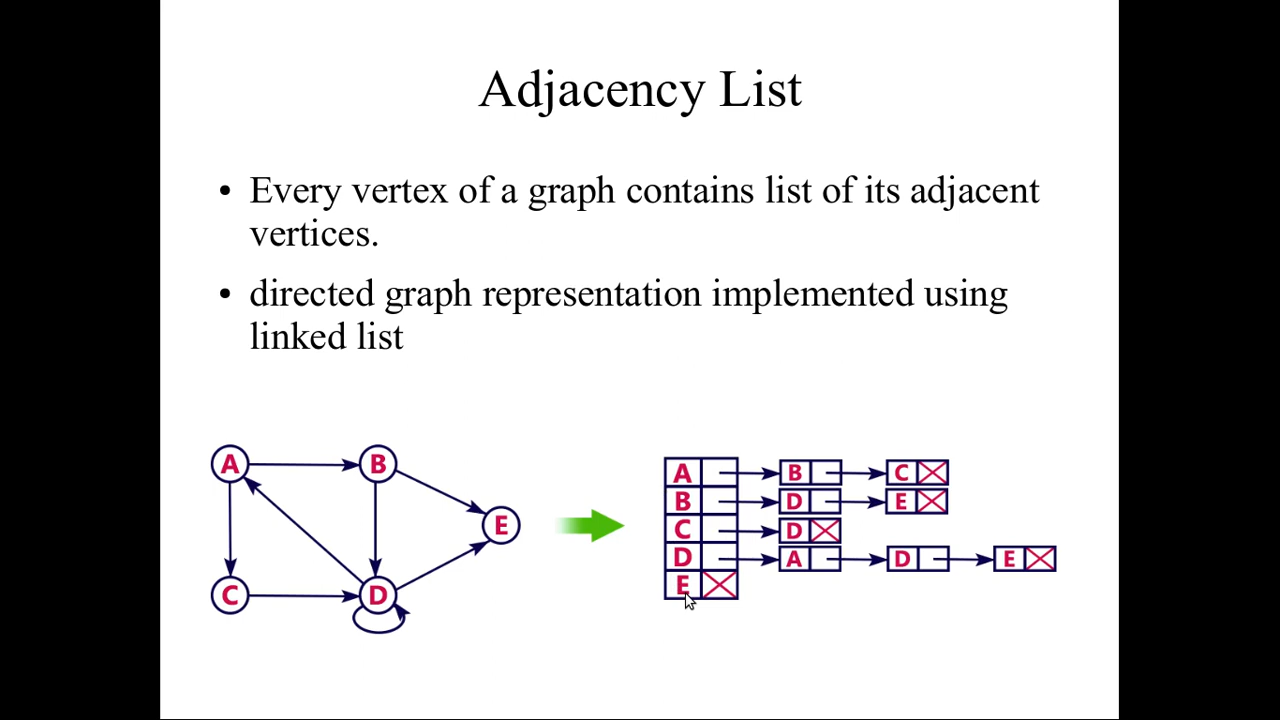 Adjacency List
• Every vertex of a graph contains list of its adjacent
vertices.
• directed graph representation implemented using
linked list
A B
E
C D
A B C
B D E
C D
D A D E
E